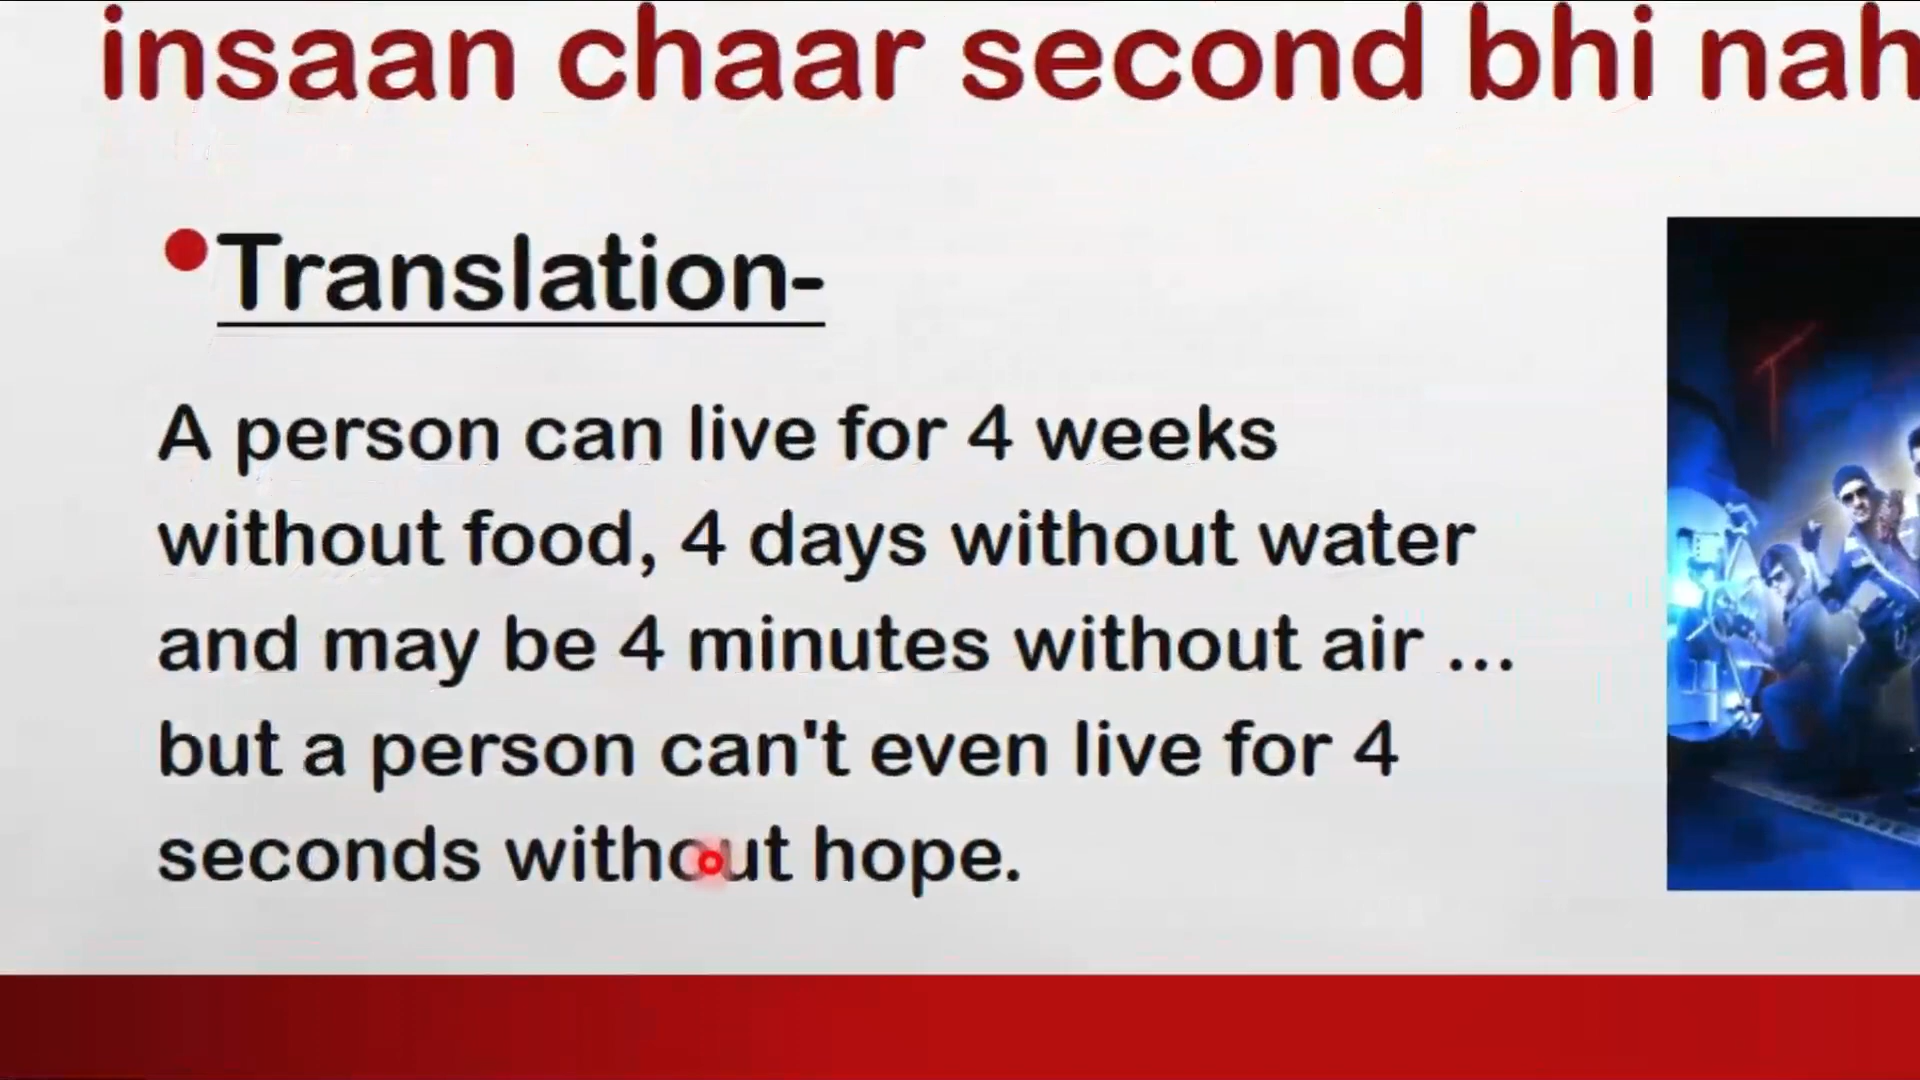 insaan chaar second bhi nah
Translation-
A person can live for 4 weeks
without food, 4 days without water
and may be 4 minutes without air ...
but a person can't even live for 4
seconds without hope.